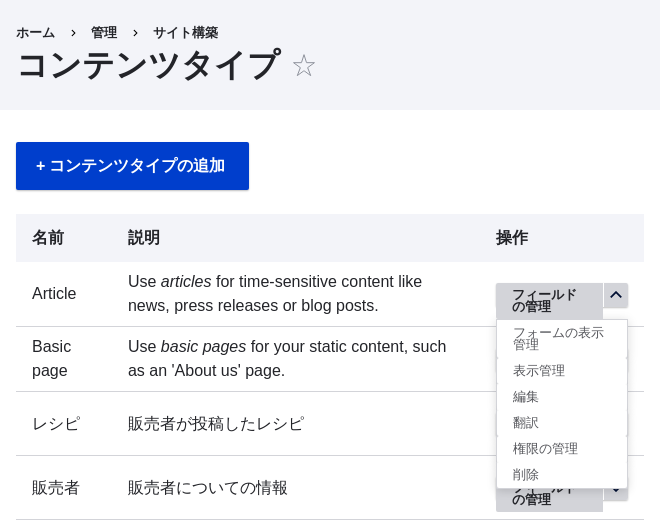 ホーム › 管理 › サイト構築
コンテンツタイプ
+ コンテンツタイプの追加
名前 説明 操作
Article
Use articles for time-sensitive content like
news, press releases or blog posts.
フィールド
の管理
フォームの表示
管理
表示管理
編集
翻訳
権限の管理
削除
Basic
page
Use basic pages for your static content, such
as an 'About us' page.
レシピ
販売者が投稿したレシピ
販売者
販売者についての情報
フィールド
の管理